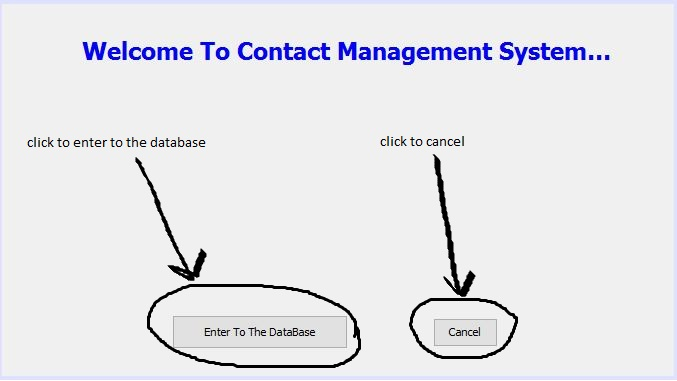 Welcome To Contact Management System...
click to enter to the database
click to cancel
Enter To The DataBase
Cancel